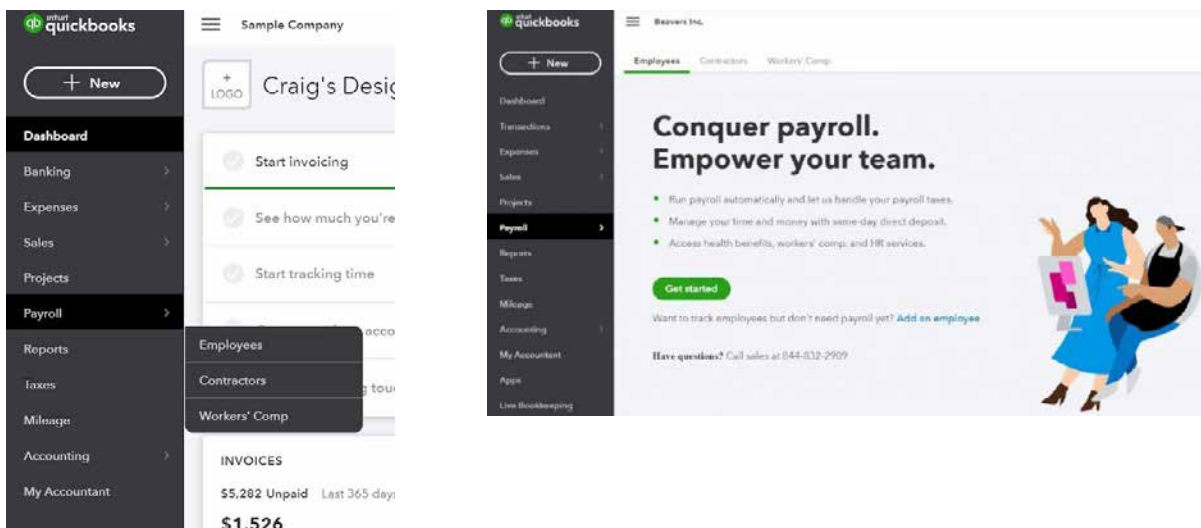 intuit
quickbooks
Sample Company
+ New
+
LOGO
Craig's Desig
Dashboard
Banking
Expenses
Sales
Projects
Payroll
Reports
Taxes
Mileage
Accounting
My Accountant
Start invoicing
See how much you're
Start tracking time
acco
Employees
Contractors
Workers' Comp
INVOICES
$5,282 Unpaid Last 365 days
$1,526
intuit
quickbooks
Beavers Inc.
+ New
Employees Contractors Workers' Comp
Dashboard
Transactions
Expenses
Sales
Projects
Payroll
Reports
Taxes
Mileage
Accounting
My Accountant
Apps
Live Bookkeeping
Conquer payroll.
Empower your team.
Run payroll automatically and let us handle your payroll taxes.
Manage your time and money with same-day direct deposit.
Access health benefits, workers' comp, and HR services.
Get started
Want to track employees but don't need payroll yet? Add an employee
Have questions? Call sales at 844-832-2909